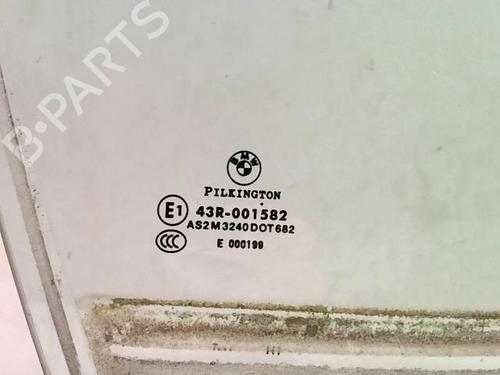 B-PARTS
BMW
PILKINGTON
E1 43R-001582
AS2M3240DOT682
CCC E 000199